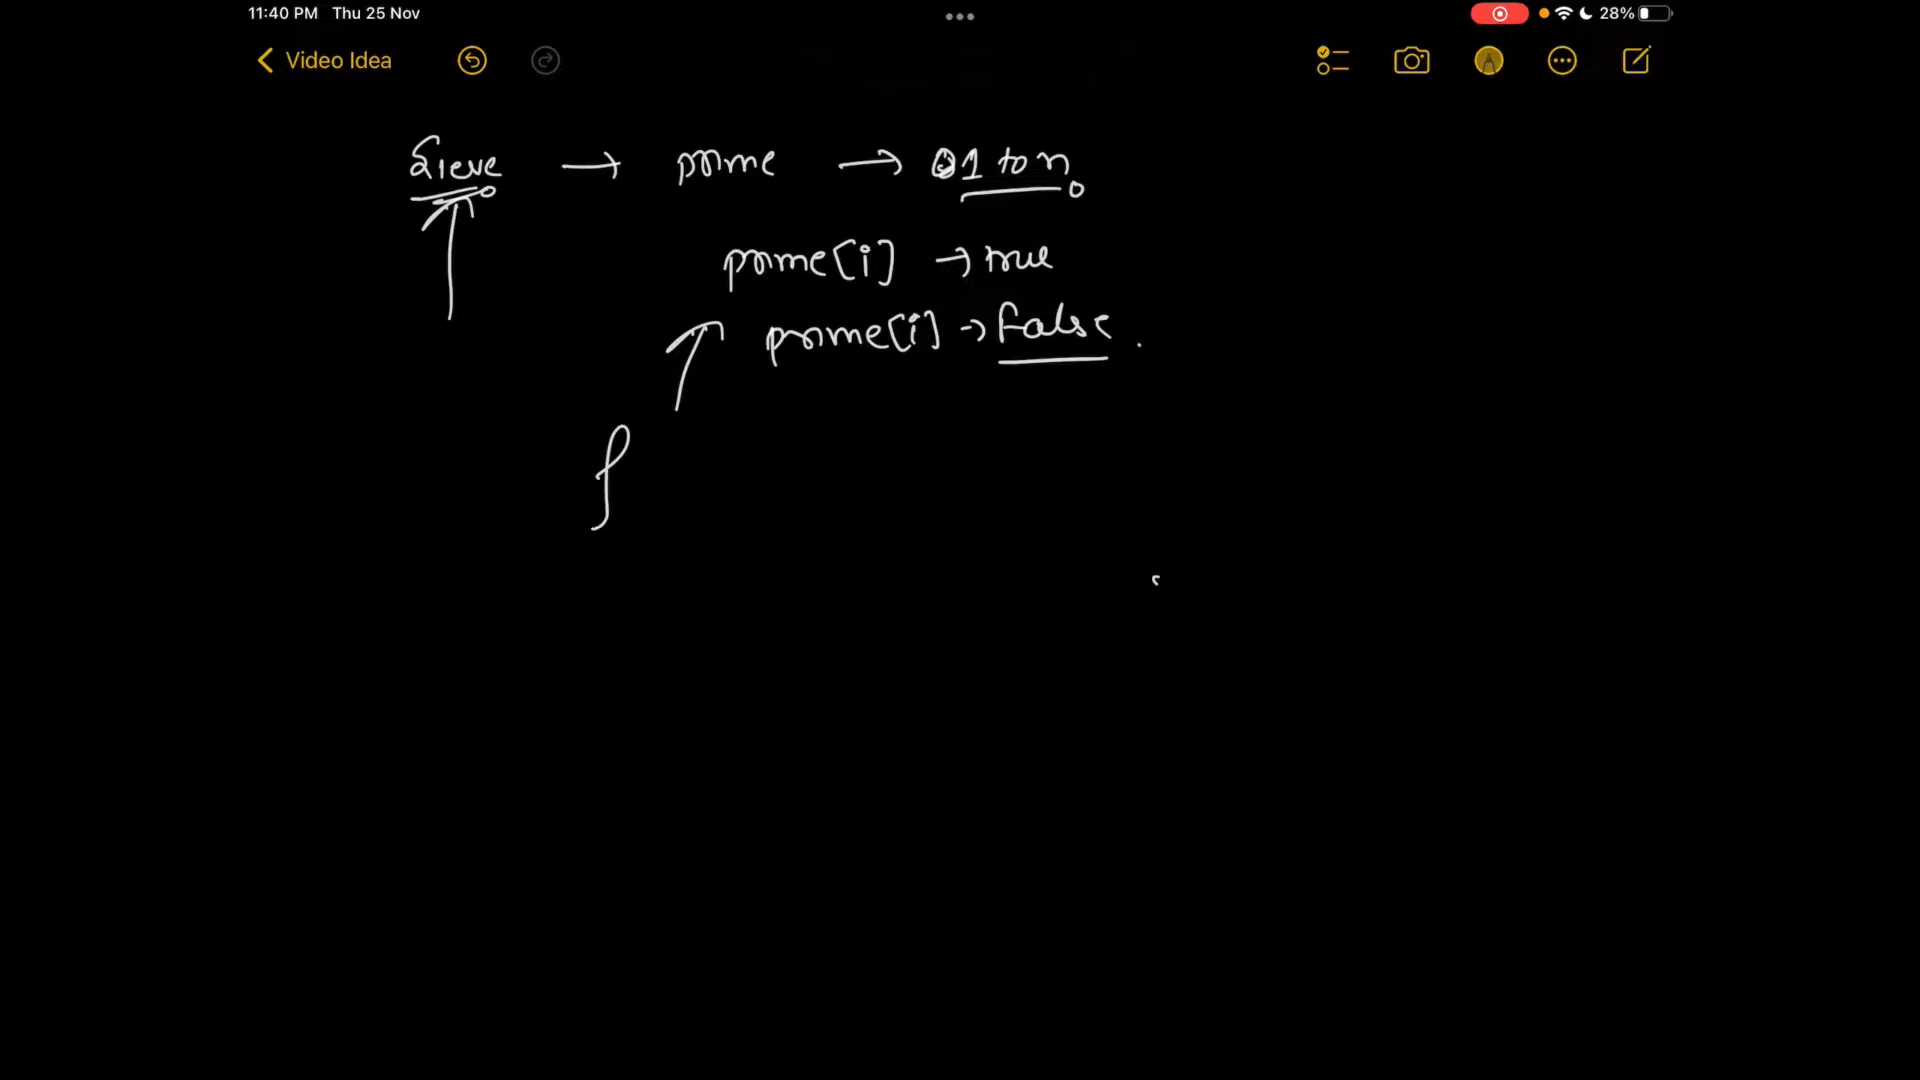 11:40 PM Thu 25 Nov
28%
Video Idea
Sieve → prime → 1 to n
prime[i] → true
prime[i] → false.